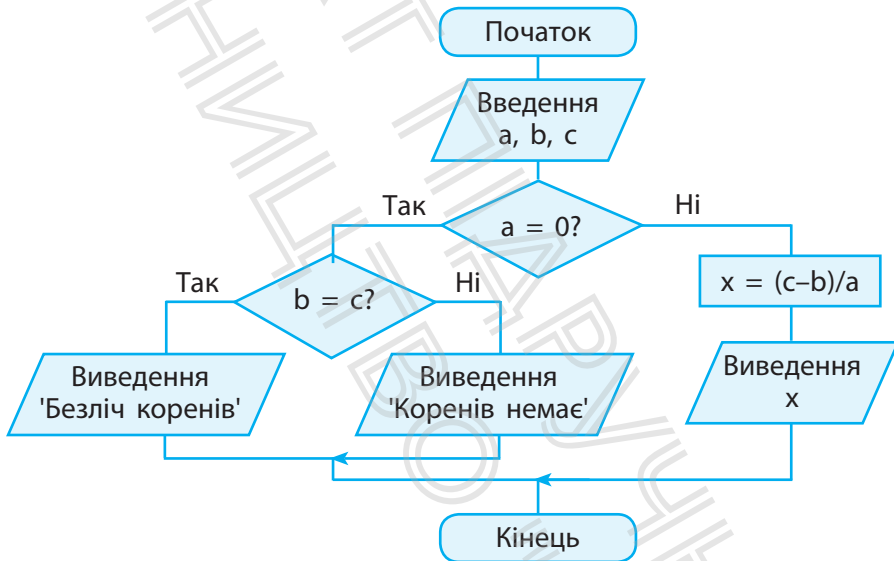 Початок
Введення
a, b, c
Так
a = 0?
Ні
Так
b = c?
Ні
x = (c–b)/a
Виведення
'Безліч коренів'
Виведення
'Коренів немає'
Виведення
x
Кінець